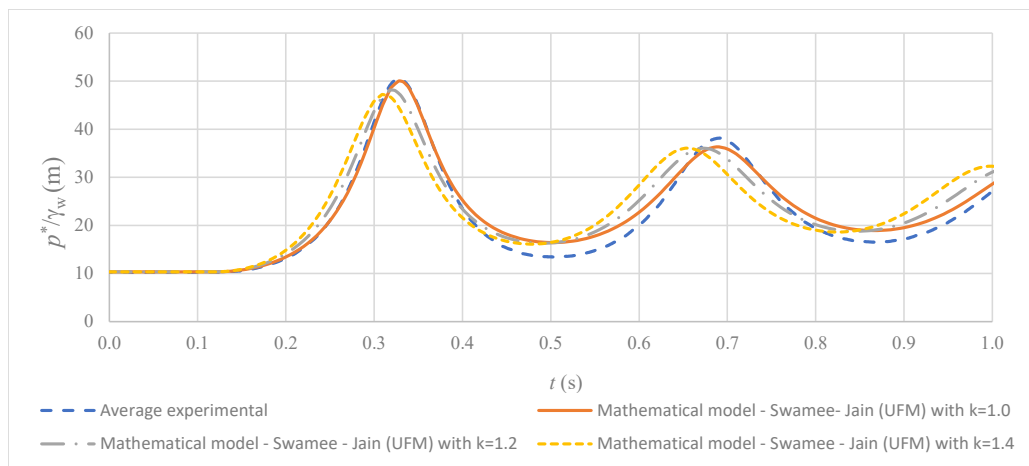 60
50
40
30
20
10
0
p*/γw (m)
0.0 0.1 0.2 0.3 0.4 0.5 0.6 0.7 0.8 0.9 1.0
t (s)
Average experimental
Mathematical model - Swamee- Jain (UFM) with k=1.0
Mathematical model - Swamee - Jain (UFM) with k=1.2
Mathematical model - Swamee - Jain (UFM) with k=1.4